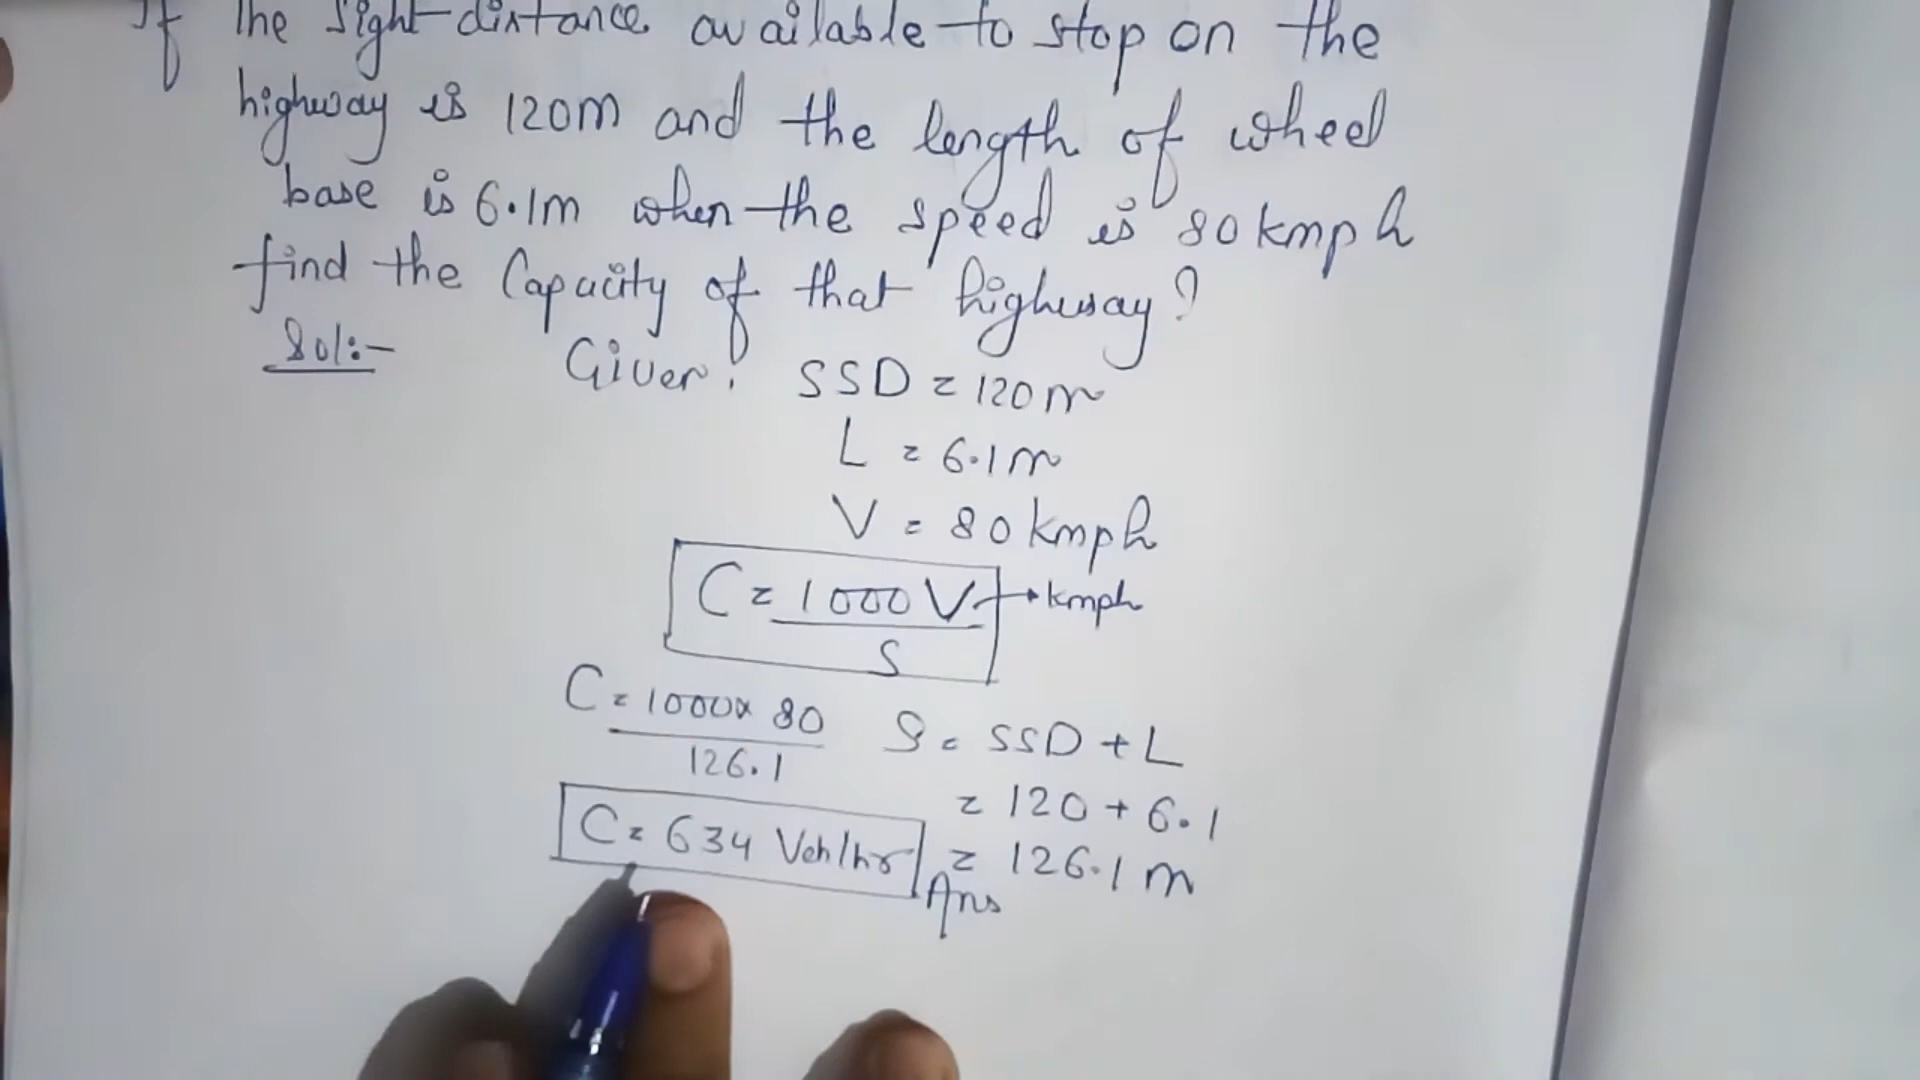 If the sight distance available to stop on the
highway is 120m and the length of wheel
base is 6.1m when the speed is 80 kmph
find the Capacity of that highway?
Sol:- Given: SSD = 120m
L = 6.1m
V = 80 kmph
C = 1000 V → kmph
S
C = 1000 x 80
126.1
S = SSD + L
= 120 + 6.1
= 126.1 m
C = 634 Veh/hr
Ans